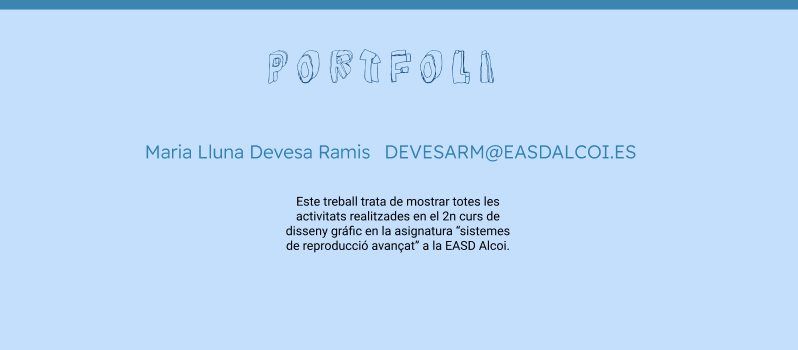 PORTFOLI
Maria Lluna Devesa Ramis DEVESARM@EASDALCOI.ES
Este treball trata de mostrar totes les
activitats realitzades en el 2n curs de
disseny gráfic en la asignatura “sistemes
de reproducció avançat” a la EASD Alcoi.